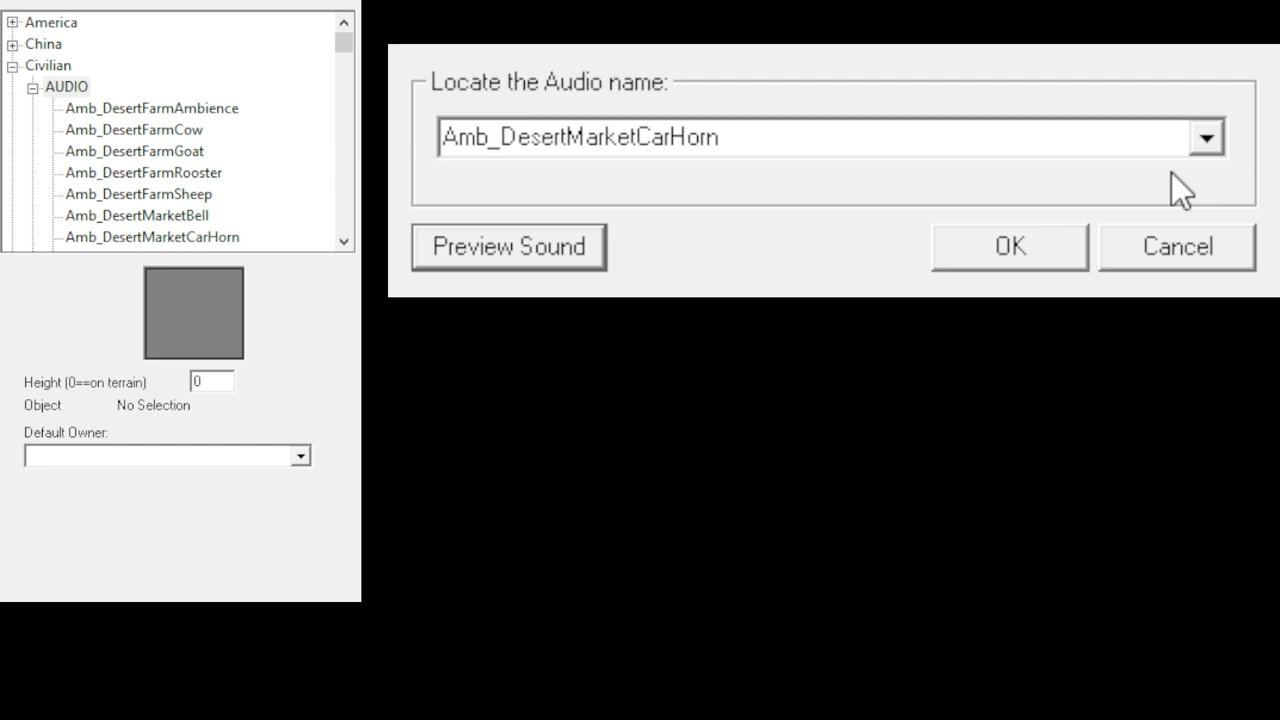 America
China
Civilian
AUDIO
Amb_DesertFarmAmbience
Amb_DesertFarmCow
Amb_DesertFarmGoat
Amb_DesertFarmRooster
Amb_DesertFarmSheep
Amb_DesertMarketBell
Amb_DesertMarketCarHorn
Height (0==on terrain) 0
Object No Selection
Default Owner:
Locate the Audio name:
Amb_DesertMarketCarHorn
Preview Sound OK Cancel